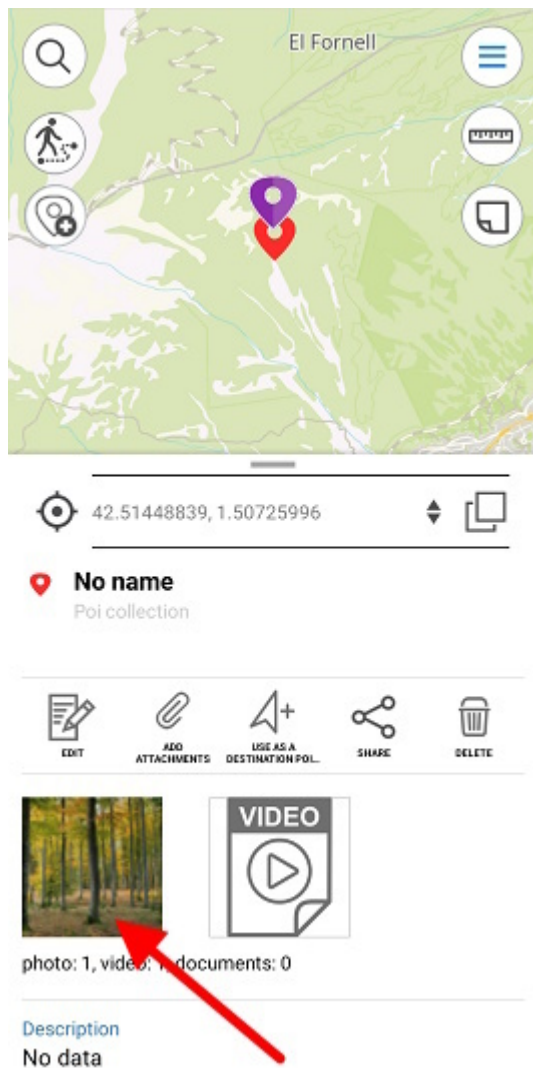 El Fornell
42.51448839, 1.50725996
No name
Poi collection
EDIT
ADD
ATTACHMENTS
USE AS A
DESTINATION POI...
SHARE
DELETE
VIDEO
photo: 1, video: 1, documents: 0
Description
No data